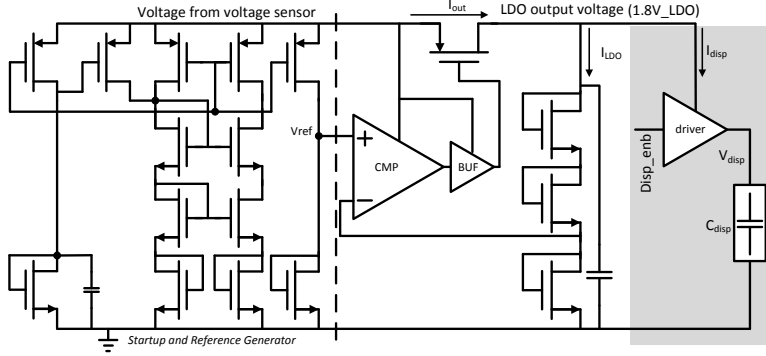 Voltage from voltage sensor
Iout
LDO output voltage (1.8V_LDO)
ILDO
Idisp
Vref
+
CMP
−
BUF
Disp_enb
driver
Vdisp
Cdisp
Startup and Reference Generator